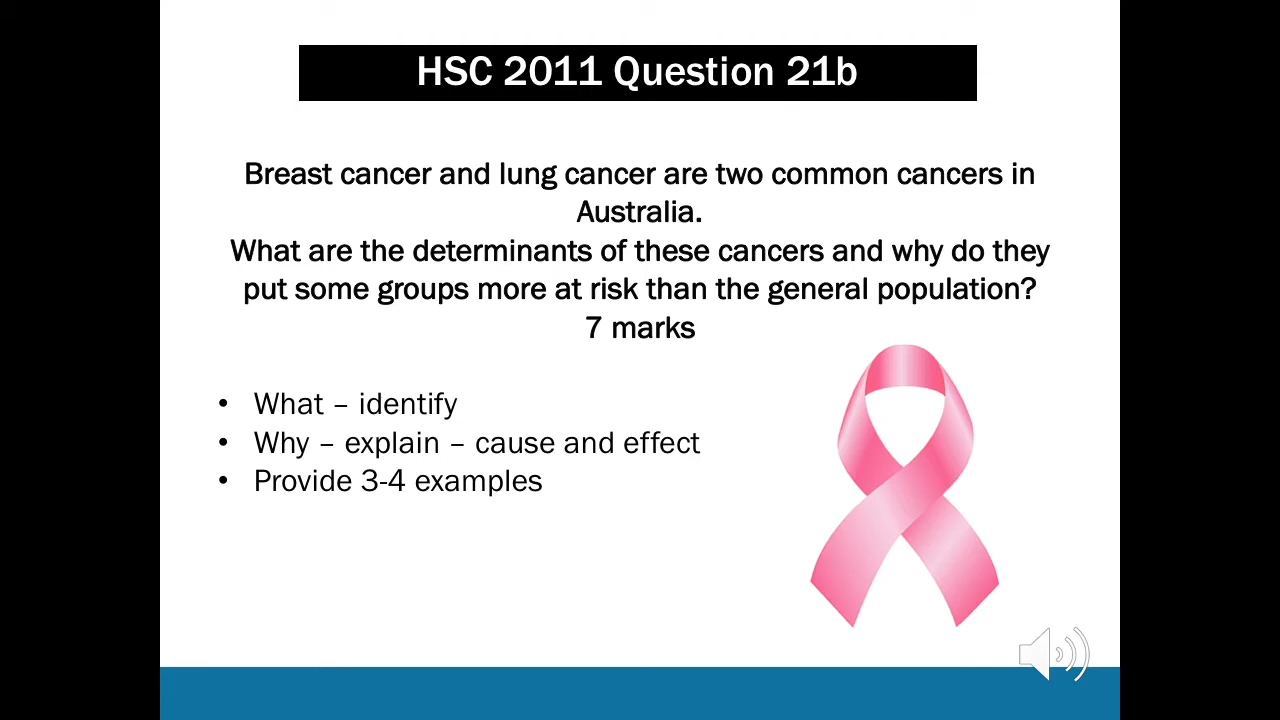 HSC 2011 Question 21b
Breast cancer and lung cancer are two common cancers in
Australia.
What are the determinants of these cancers and why do they
put some groups more at risk than the general population?
7 marks
• What – identify
• Why – explain – cause and effect
• Provide 3-4 examples